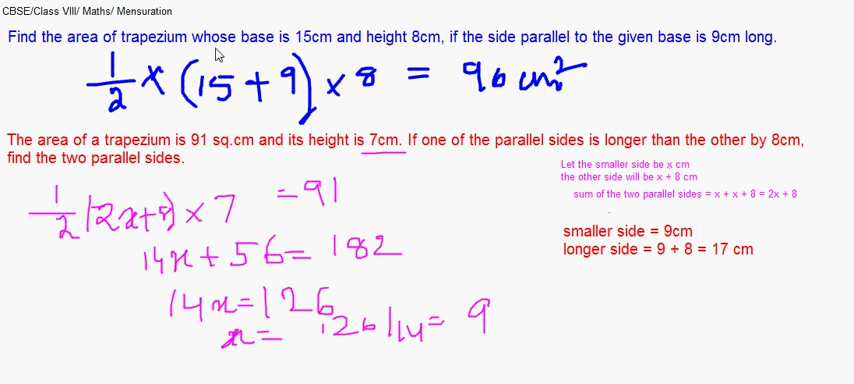 CBSE/Class VIII/ Maths/ Mensuration
Find the area of trapezium whose base is 15cm and height 8cm, if the side parallel to the given base is 9cm long.
1/2 × (15 + 9) × 8 = 96 cm²
The area of a trapezium is 91 sq.cm and its height is 7cm. If one of the parallel sides is longer than the other by 8cm,
find the two parallel sides.
Let the smaller side be x cm
the other side will be x + 8 cm
sum of the two parallel sides = x + x + 8 = 2x + 8
1/2 (2x+8) × 7 = 91
14x + 56 = 182
14x = 126
x = 126/14 = 9
smaller side = 9cm
longer side = 9 + 8 = 17 cm